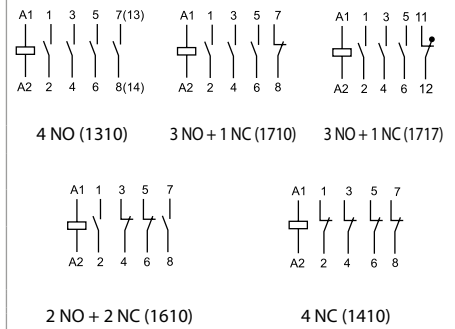 A1 1 3 5 7(13)
A2 2 4 6 8(14)
4 NO (1310)
A1 1 3 5 7
A2 2 4 6 8
3 NO + 1 NC (1710)
A1 1 3 5 11
A2 2 4 6 12
3 NO + 1 NC (1717)
A1 1 3 5 7
A2 2 4 6 8
2 NO + 2 NC (1610)
A1 1 3 5 7
A2 2 4 6 8
4 NC (1410)